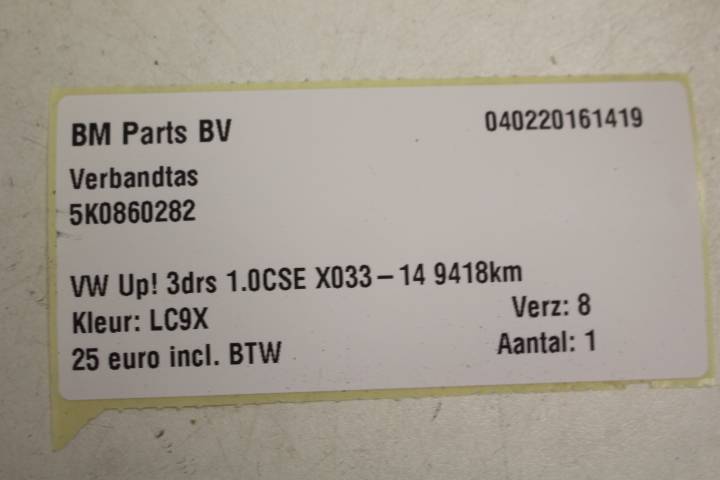 BM Parts BV 040220161419
Verbandtas
5K0860282
VW Up! 3drs 1.0CSE X033-14 9418km
Kleur: LC9X Verz: 8
25 euro incl. BTW Aantal: 1